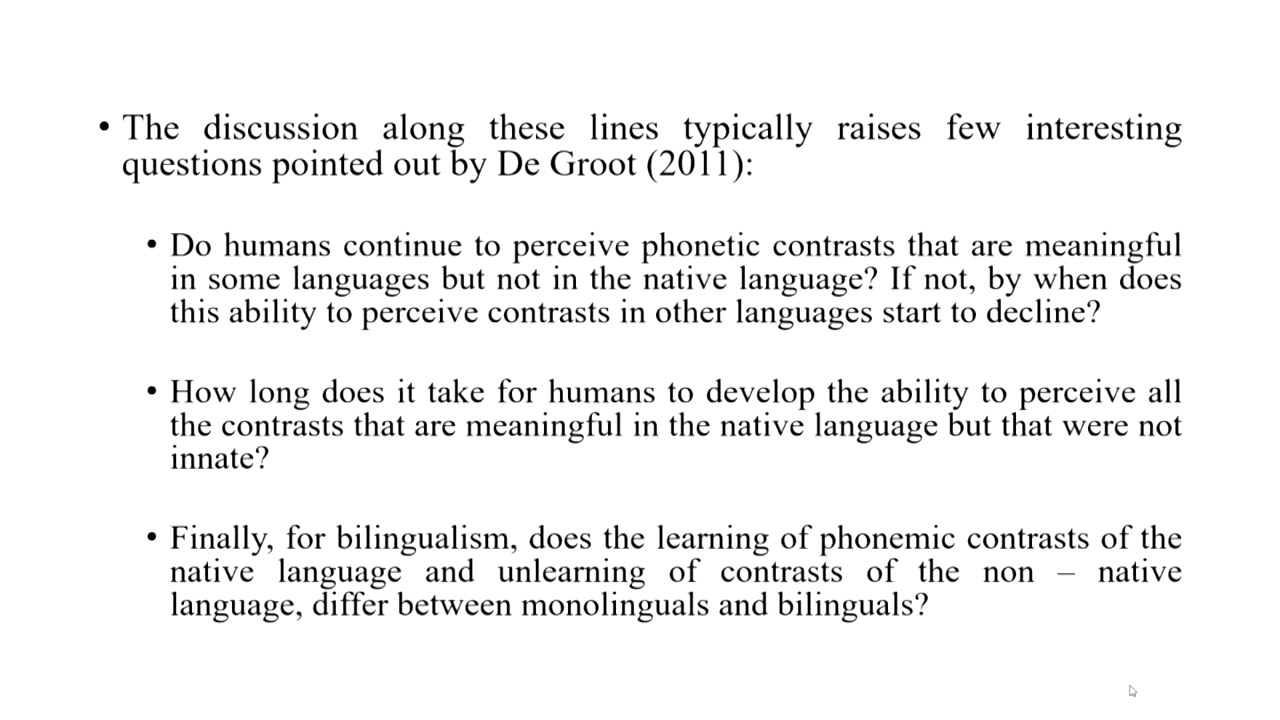 • The discussion along these lines typically raises few interesting
questions pointed out by De Groot (2011):
• Do humans continue to perceive phonetic contrasts that are meaningful
in some languages but not in the native language? If not, by when does
this ability to perceive contrasts in other languages start to decline?
• How long does it take for humans to develop the ability to perceive all
the contrasts that are meaningful in the native language but that were not
innate?
• Finally, for bilingualism, does the learning of phonemic contrasts of the
native language and unlearning of contrasts of the non – native
language, differ between monolinguals and bilinguals?